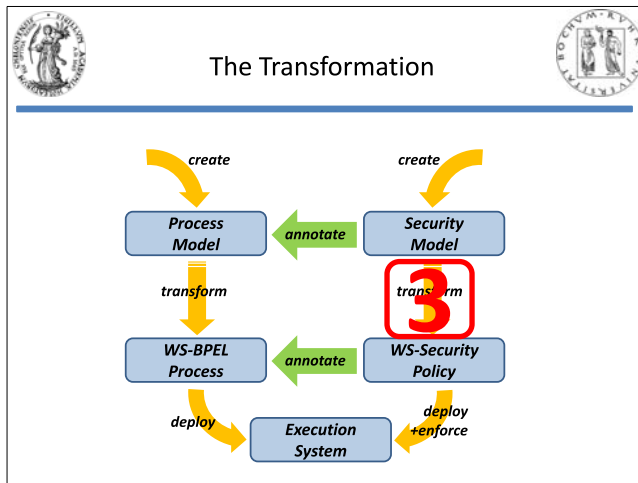 The Transformation
create
create
Process
Model
annotate
Security
Model
transform
transform
3
WS-BPEL
Process
annotate
WS-Security
Policy
deploy
deploy
+enforce
Execution
System